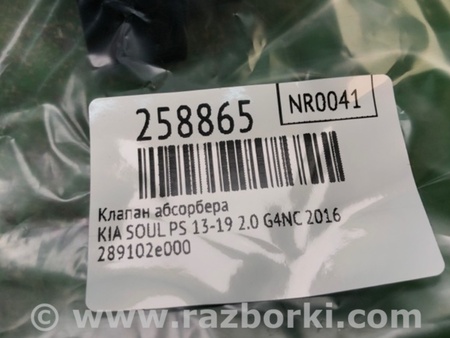 258865
NR0041
Клапан абсорбера
KIA SOUL PS 13-19 2.0 G4NC 2016
289102e000
© www.razborki.com